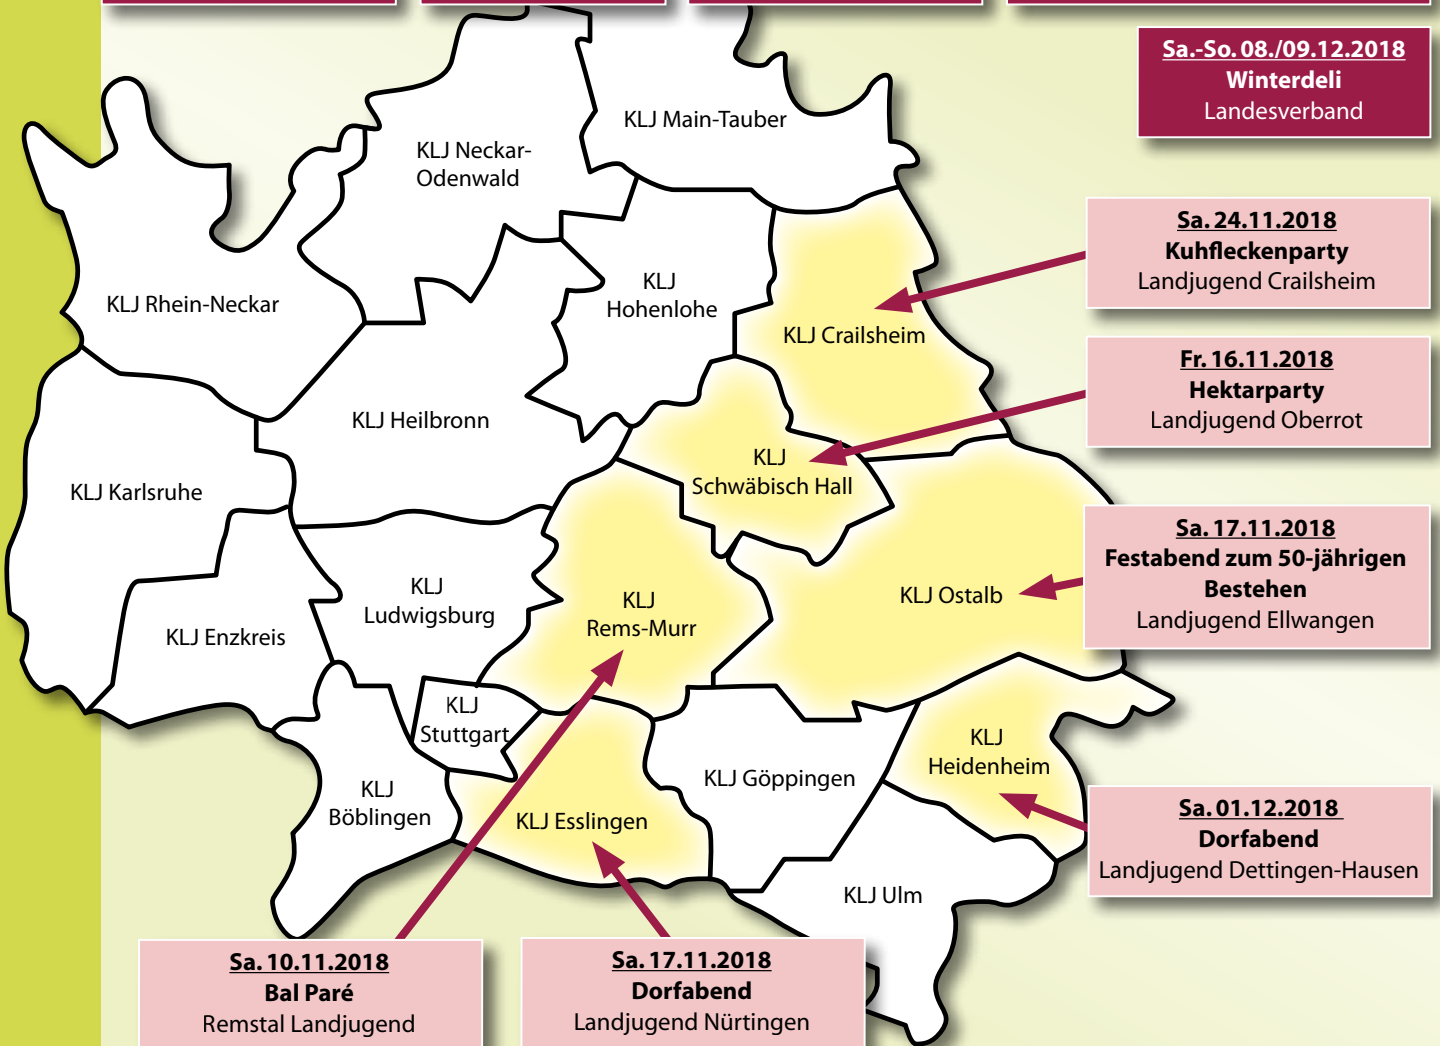 Sa.-So. 08./09.12.2018
Winterdeli
Landesverband
KLJ Main-Tauber
KLJ Neckar-
Odenwald
Sa. 24.11.2018
Kuhfleckenparty
Landjugend Crailsheim
KLJ Rhein-Neckar
KLJ
Hohenlohe
KLJ Crailsheim
Fr. 16.11.2018
Hektarparty
Landjugend Oberrot
KLJ Heilbronn
KLJ
Schwäbisch Hall
KLJ Karlsruhe
Sa. 17.11.2018
Festabend zum 50-jährigen
Bestehen
Landjugend Ellwangen
KLJ
Ludwigsburg
KLJ
Rems-Murr
KLJ Ostalb
KLJ Enzkreis
KLJ
Stuttgart
KLJ
Heidenheim
KLJ Göppingen
KLJ
Böblingen
KLJ Esslingen
Sa. 01.12.2018
Dorfabend
Landjugend Dettingen-Hausen
KLJ Ulm
Sa. 10.11.2018
Bal Paré
Remstal Landjugend
Sa. 17.11.2018
Dorfabend
Landjugend Nürtingen